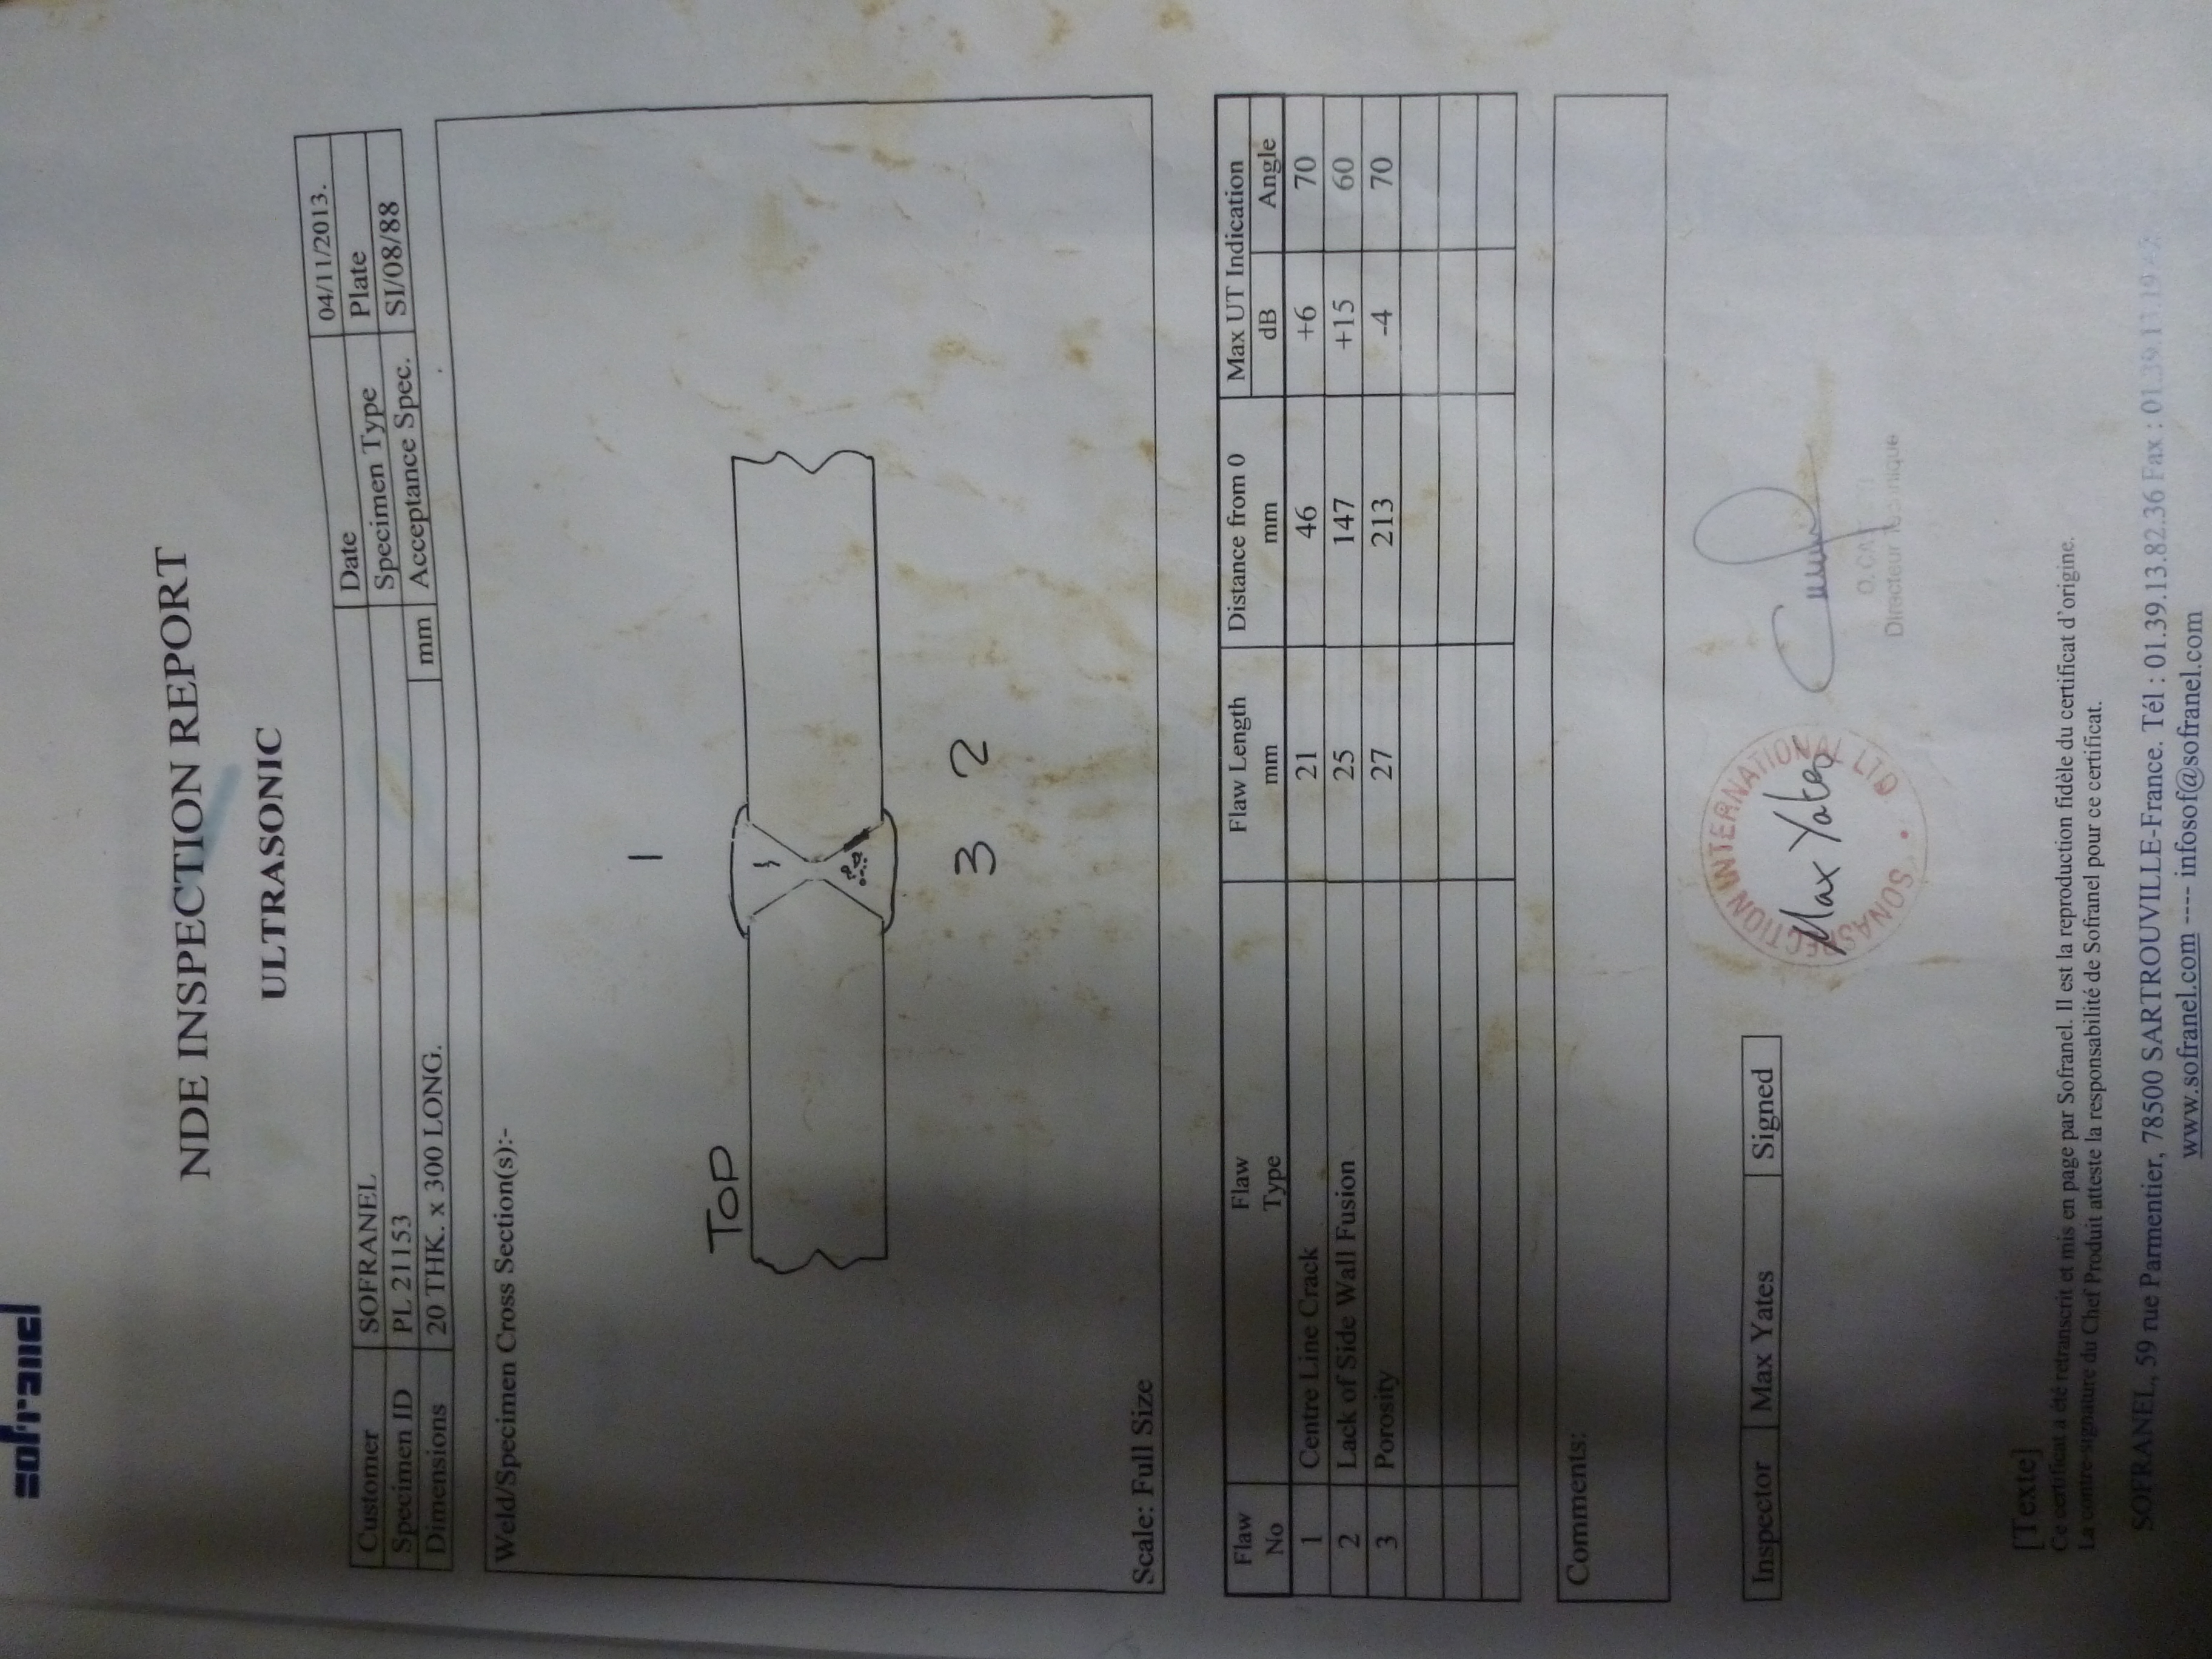 sofranel
NDE INSPECTION REPORT
ULTRASONIC
Customer SOFRANEL Date 04/11/2013.
Specimen ID PL 21153 Specimen Type Plate
Dimensions 20 THK. x 300 LONG. mm Acceptance Spec. SI/08/88
Weld/Specimen Cross Section(s):-
1
TOP
3 2
Scale: Full Size
Flaw No Flaw Type Flaw Length mm Distance from 0 mm Max UT Indication
dB Angle
1 Centre Line Crack 21 46 +6 70
2 Lack of Side Wall Fusion 25 147 +15 60
3 Porosity 27 213 -4 70
Comments:
Inspector Max Yates Signed
Max Yates
SONASPECTION INTERNATIONAL LTD
Directeur Technique
[Texte]
Ce certificat a été retranscrit et mis en page par Sofranel. Il est la reproduction fidèle du certificat d'origine.
La contre-signature du Chef Produit atteste la responsabilité de Sofranel pour ce certificat.
SOFRANEL, 59 rue Parmentier, 78500 SARTROUVILLE-France. Tél : 01.39.13.82.36 Fax : 01.39.13.19
www.sofranel.com ---- infosof@sofranel.com